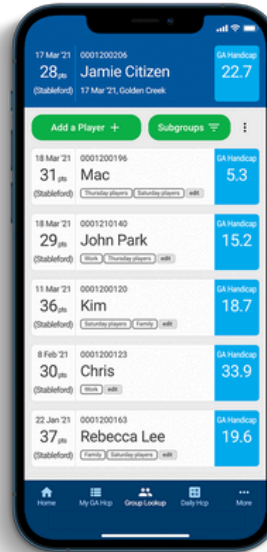 17 Mar '21 0001200206 GA Handicap
28pts Jamie Citizen 22.7
(Stableford) 17 Mar '21, Golden Creek
Add a Player + Subgroups
18 Mar '21 0001200196 GA Handicap
31pts Mac 5.3
(Stableford) Thursday players Saturday players edit
18 Mar '21 0001210140 GA Handicap
29pts John Park 15.2
(Stableford) Work Thursday players edit
11 Mar '21 0001200120 GA Handicap
36pts Kim 18.7
(Stableford) Saturday players Family edit
8 Feb '21 0001200123 GA Handicap
30pts Chris 33.9
(Stableford) Work edit
22 Jan '21 0001200163 GA Handicap
37pts Rebecca Lee 19.6
(Stableford) Family Saturday players edit
Home My GA Hcp Group Lookup Daily Hcp More